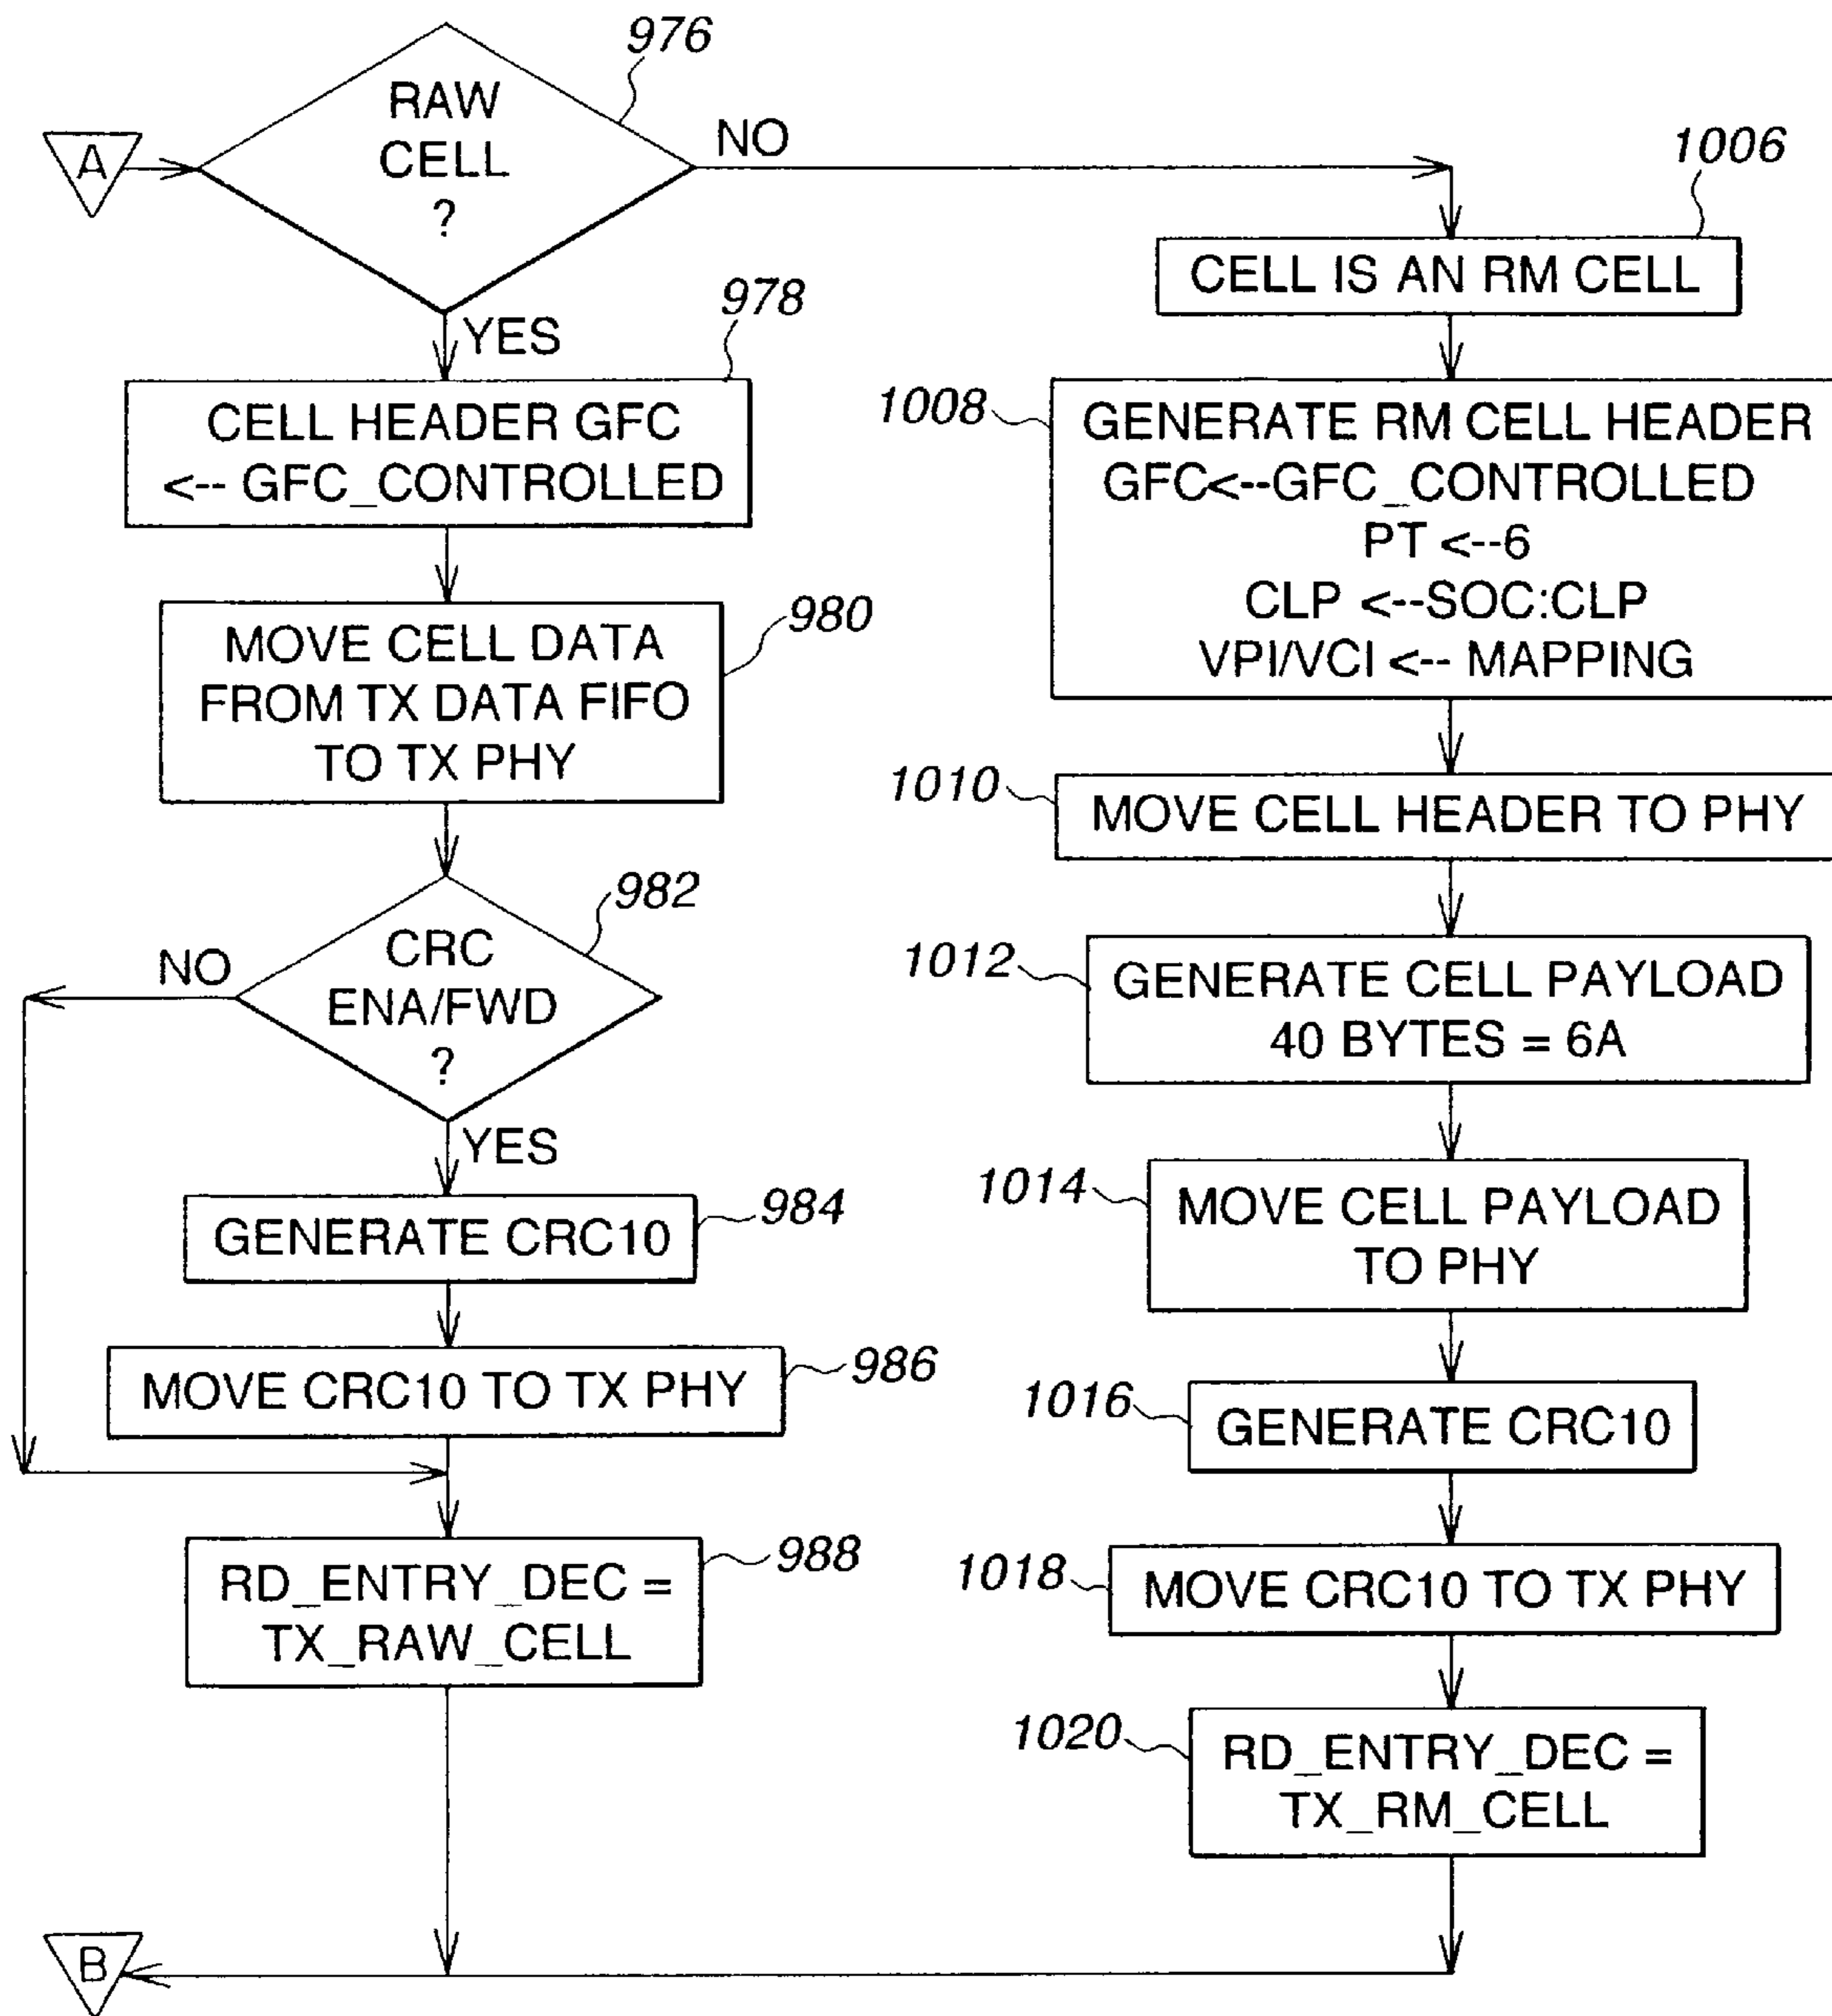 976
RAW
CELL
?
A
NO
YES
978
CELL HEADER GFC
<-- GFC_CONTROLLED
980
MOVE CELL DATA
FROM TX DATA FIFO
TO TX PHY
982
CRC
ENA/FWD
?
NO
YES
984
GENERATE CRC10
986
MOVE CRC10 TO TX PHY
988
RD_ENTRY_DEC =
TX_RAW_CELL
1006
CELL IS AN RM CELL
1008
GENERATE RM CELL HEADER
GFC<--GFC_CONTROLLED
PT <--6
CLP <--SOC:CLP
VPI/VCI <-- MAPPING
1010
MOVE CELL HEADER TO PHY
1012
GENERATE CELL PAYLOAD
40 BYTES = 6A
1014
MOVE CELL PAYLOAD
TO PHY
1016
GENERATE CRC10
1018
MOVE CRC10 TO TX PHY
1020
RD_ENTRY_DEC =
TX_RM_CELL
B